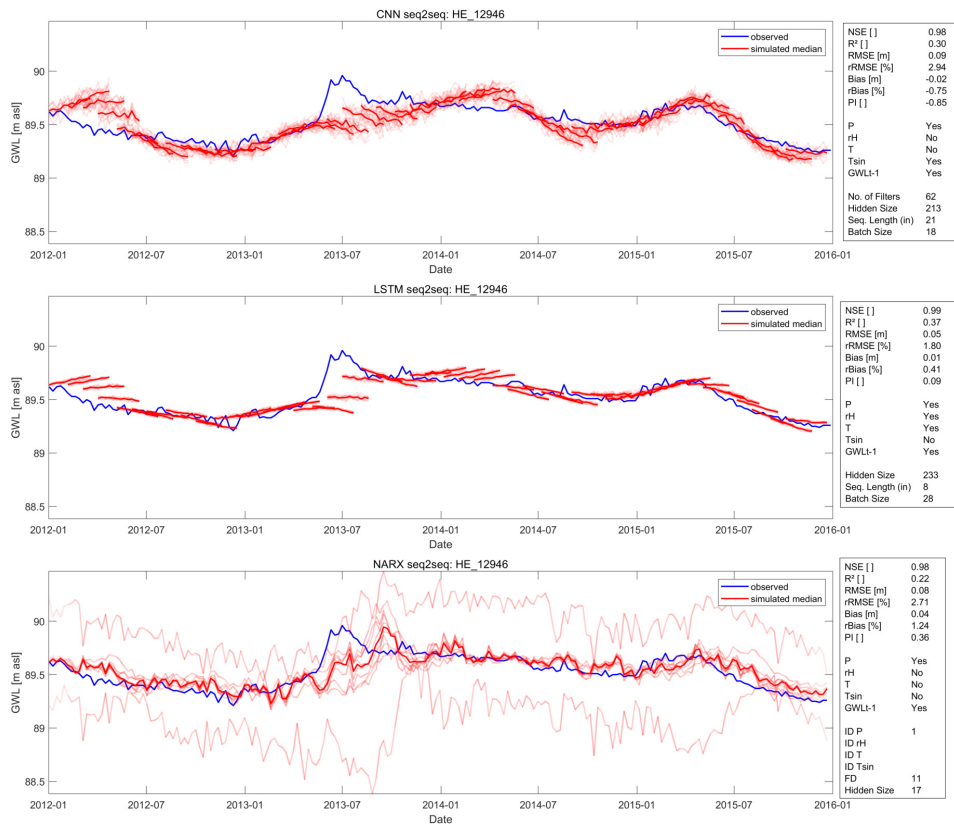 CNN seq2seq: HE_12946
observed
simulated median
GWL [m asl]
90
89.5
89
88.5
2012-01 2012-07 2013-01 2013-07 2014-01 2014-07 2015-01 2015-07 2016-01
Date
NSE [ ] 0.98
R² [ ] 0.30
RMSE [m] 0.09
rRMSE [%] 2.94
Bias [m] -0.02
rBias [%] -0.75
PI [ ] -0.85
P Yes
rH No
T No
Tsin Yes
GWLt-1 Yes
No. of Filters 62
Hidden Size 213
Seq. Length (in) 21
Batch Size 18
LSTM seq2seq: HE_12946
observed
simulated median
GWL [m asl]
90
89.5
89
88.5
2012-01 2012-07 2013-01 2013-07 2014-01 2014-07 2015-01 2015-07 2016-01
Date
NSE [ ] 0.99
R² [ ] 0.37
RMSE [m] 0.05
rRMSE [%] 1.80
Bias [m] 0.01
rBias [%] 0.41
PI [ ] 0.09
P Yes
rH Yes
T Yes
Tsin No
GWLt-1 Yes
Hidden Size 233
Seq. Length (in) 8
Batch Size 28
NARX seq2seq: HE_12946
observed
simulated median
GWL [m asl]
90
89.5
89
88.5
2012-01 2012-07 2013-01 2013-07 2014-01 2014-07 2015-01 2015-07 2016-01
Date
NSE [ ] 0.98
R² [ ] 0.22
RMSE [m] 0.08
rRMSE [%] 2.71
Bias [m] 0.04
rBias [%] 1.24
PI [ ] 0.36
P Yes
rH No
T No
Tsin No
GWLt-1 Yes
ID P 1
ID rH
ID T
ID Tsin
FD 11
Hidden Size 17